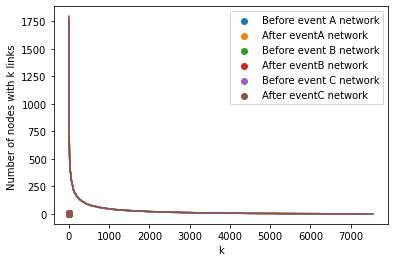 Number of nodes with k links
1750
1500
1250
1000
750
500
250
0
0 1000 2000 3000 4000 5000 6000 7000
k
Before event A network
After eventA network
Before event B network
After eventB network
Before event C network
After eventC network